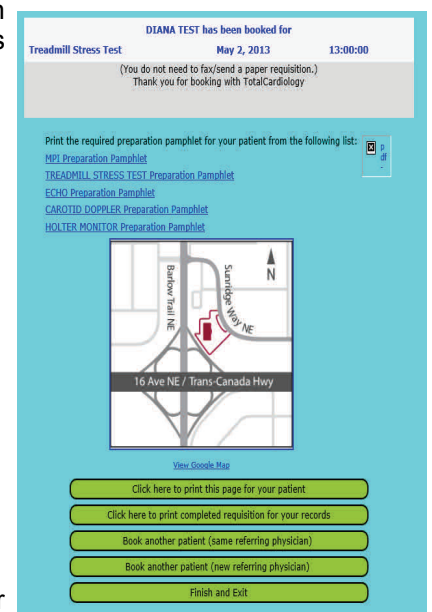 DIANA TEST has been booked for
Treadmill Stress Test May 2, 2013 13:00:00
(You do not need to fax/send a paper requisition.)
Thank you for booking with TotalCardiology
Print the required preparation pamphlet for your patient from the following list:
MPI Preparation Pamphlet
TREADMILL STRESS TEST Preparation Pamphlet
ECHO Preparation Pamphlet
CAROTID DOPPLER Preparation Pamphlet
HOLTER MONITOR Preparation Pamphlet
p
df
-
N
Barlow Trail NE
Sunridge Way NE
16 Ave NE / Trans-Canada Hwy
View Google Map
Click here to print this page for your patient
Click here to print completed requisition for your records
Book another patient (same referring physician)
Book another patient (new referring physician)
Finish and Exit